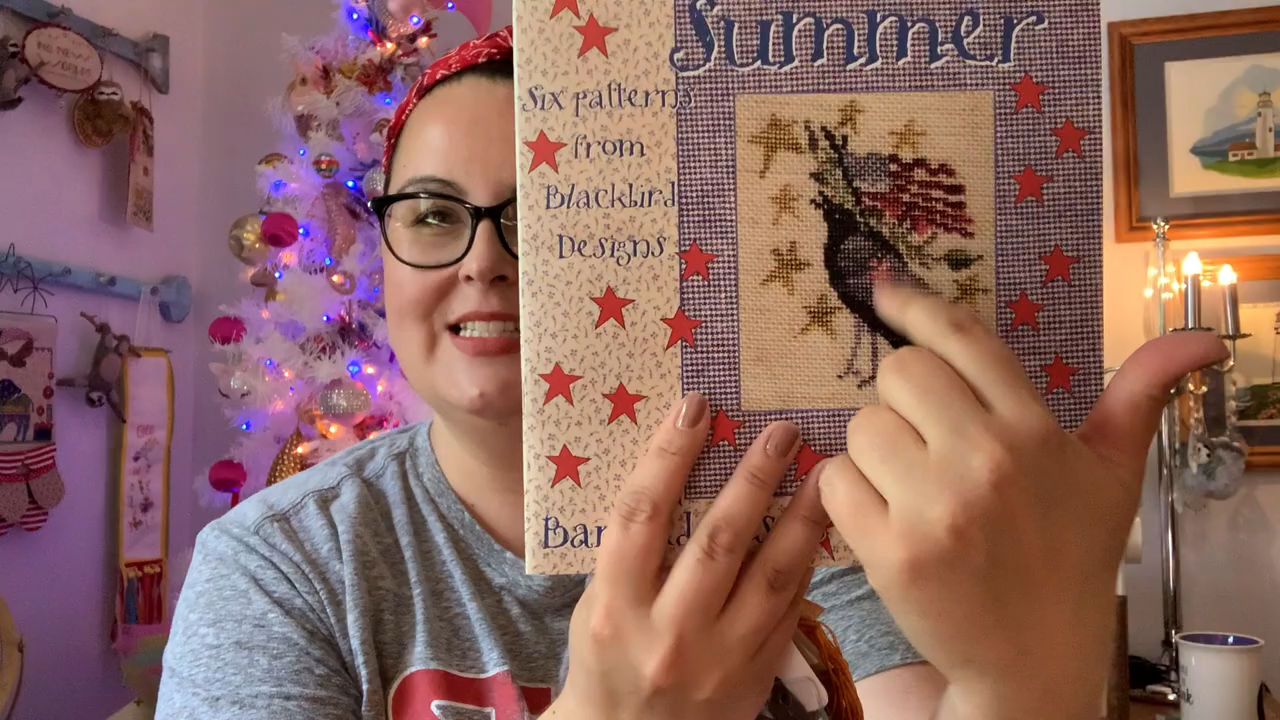 Summer
Six patterns
from
Blackbird
Designs